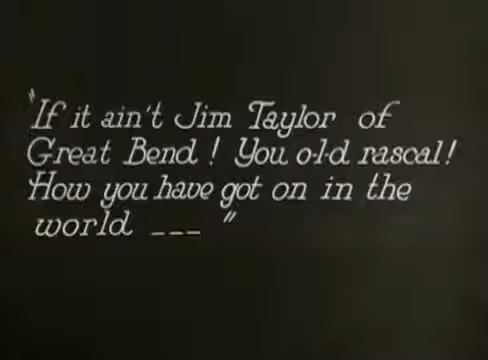 "If it ain't Jim Taylor of
Great Bend! You old rascal!
How you have got on in the
world ___"